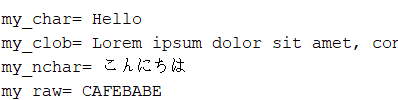 my_char= Hello
my_clob= Lorem ipsum dolor sit amet, cor
my_nchar= こんにちは
my_raw= CAFEBABE